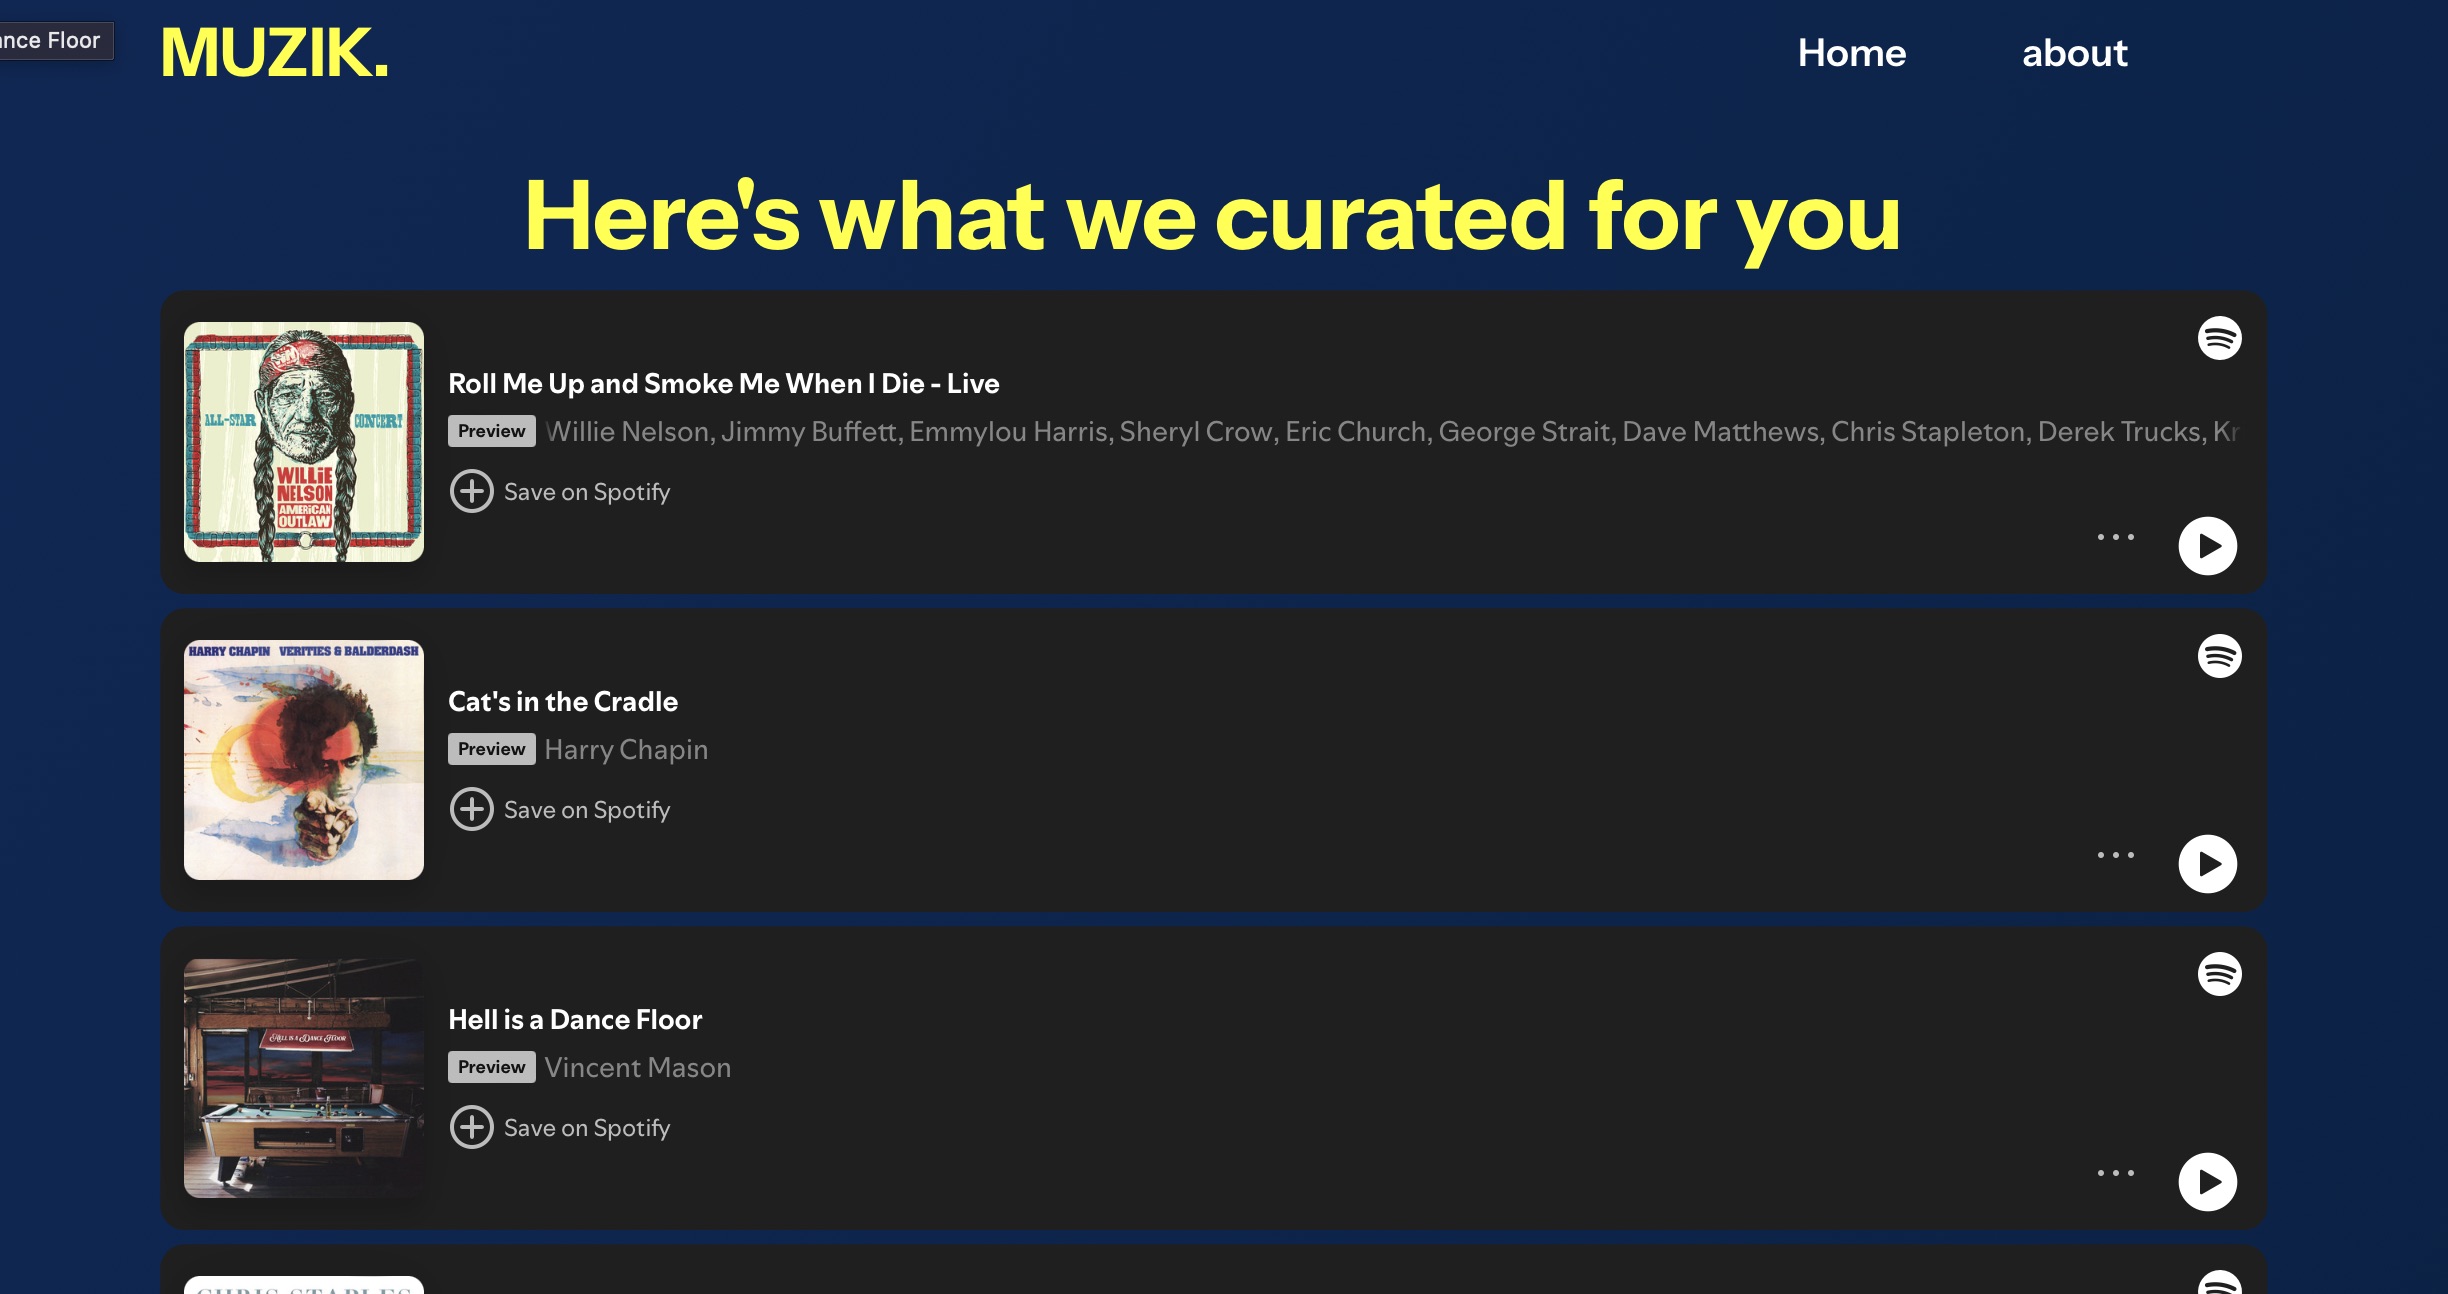 ance Floor
MUZIK.
Home
about
Here's what we curated for you
ALL-STAR
CONCERT
WILLIE
NELSON
AMERICAN
OUTLAW
Roll Me Up and Smoke Me When I Die - Live
Preview Willie Nelson, Jimmy Buffett, Emmylou Harris, Sheryl Crow, Eric Church, George Strait, Dave Matthews, Chris Stapleton, Derek Trucks, Kr
Save on Spotify
HARRY CHAPIN VERITIES & BALDERDASH
Cat's in the Cradle
Preview Harry Chapin
Save on Spotify
HELL IS A DANCE FLOOR
Hell is a Dance Floor
Preview Vincent Mason
Save on Spotify
CHRIS STAPLES